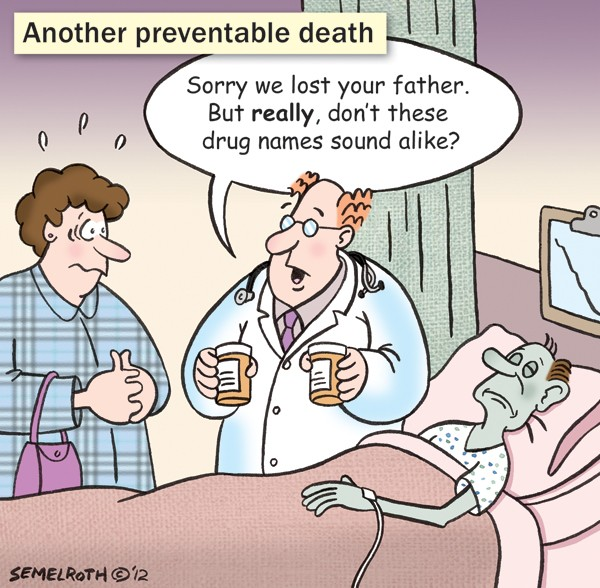 Another preventable death
Sorry we lost your father.
But really, don't these
drug names sound alike?
SEMELROTH © '12